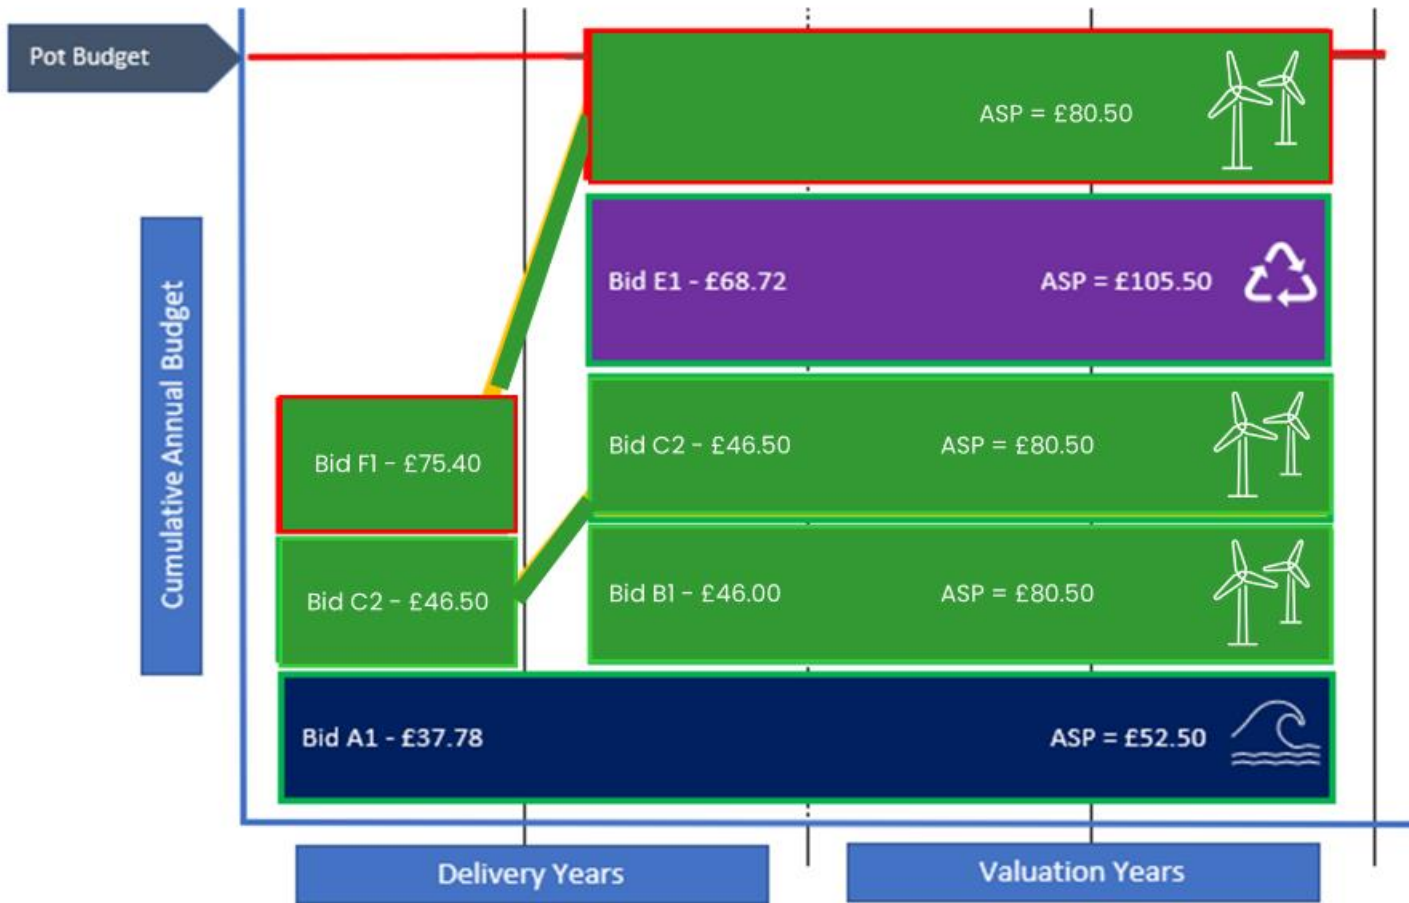 Pot Budget
ASP = £80.50
Bid E1 - £68.72 ASP = £105.50
Bid F1 - £75.40
Bid C2 - £46.50 ASP = £80.50
Bid C2 - £46.50
Bid B1 - £46.00 ASP = £80.50
Bid A1 - £37.78 ASP = £52.50
Cumulative Annual Budget
Delivery Years
Valuation Years